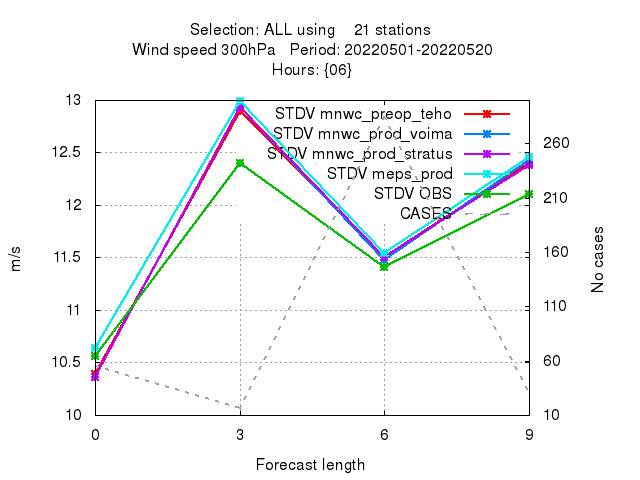 Selection: ALL using 21 stations
Wind speed 300hPa Period: 20220501-20220520
Hours: {06}
STDV mnwc_preop_teho
STDV mnwc_prod_voima
STDV mnwc_prod_stratus
STDV meps_prod
STDV OBS
CASES
13
12.5
12
11.5
11
10.5
10
m/s
260
210
160
110
60
10
No cases
0 3 6 9
Forecast length